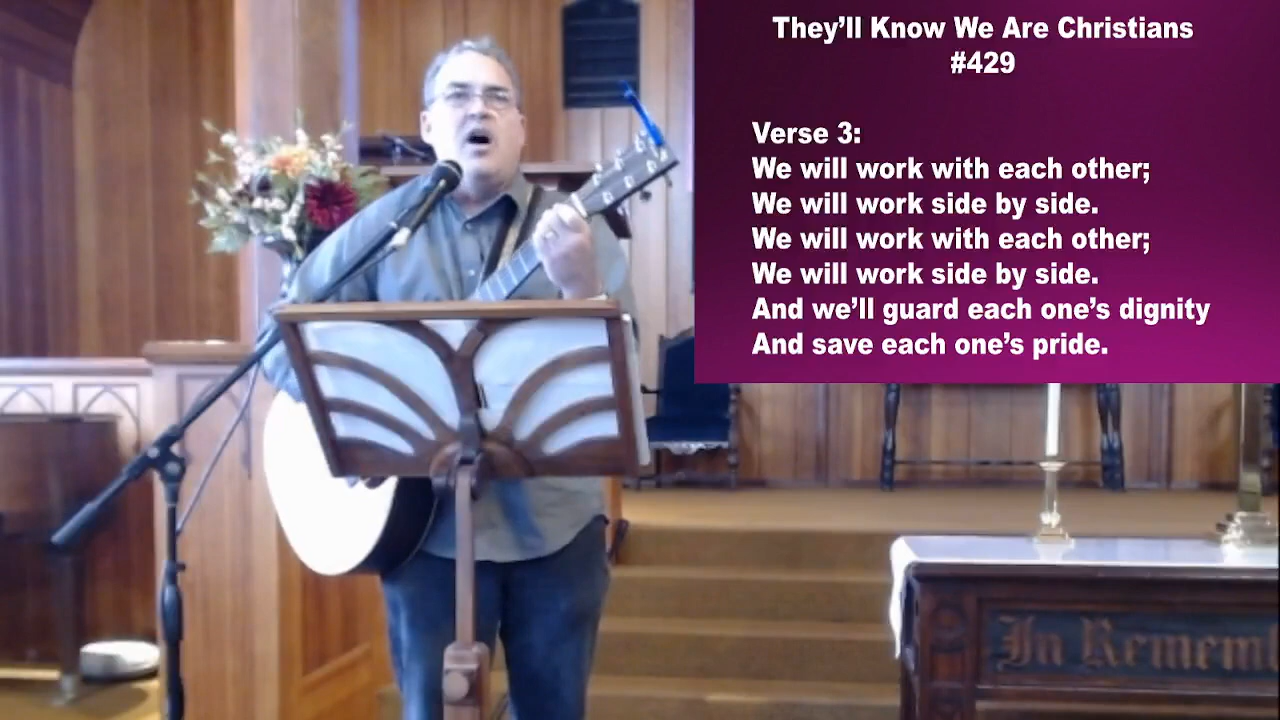 They'll Know We Are Christians
#429
Verse 3:
We will work with each other;
We will work side by side.
We will work with each other;
We will work side by side.
And we'll guard each one's dignity
And save each one's pride.
In Rememb